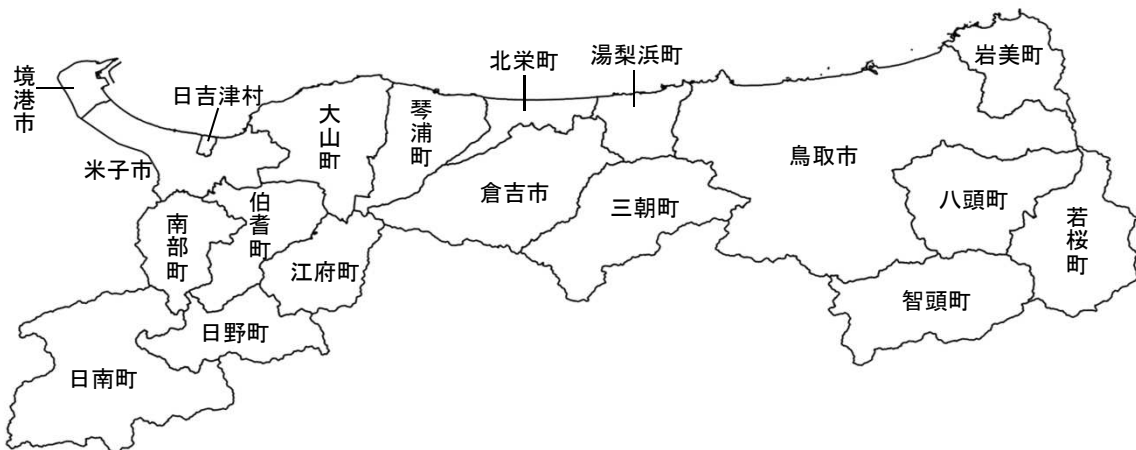 境港市
日吉津村
米子市
大山町
琴浦町
北栄町
湯梨浜町
岩美町
鳥取市
八頭町
若桜町
倉吉市
三朝町
南部町
伯耆町
江府町
智頭町
日野町
日南町